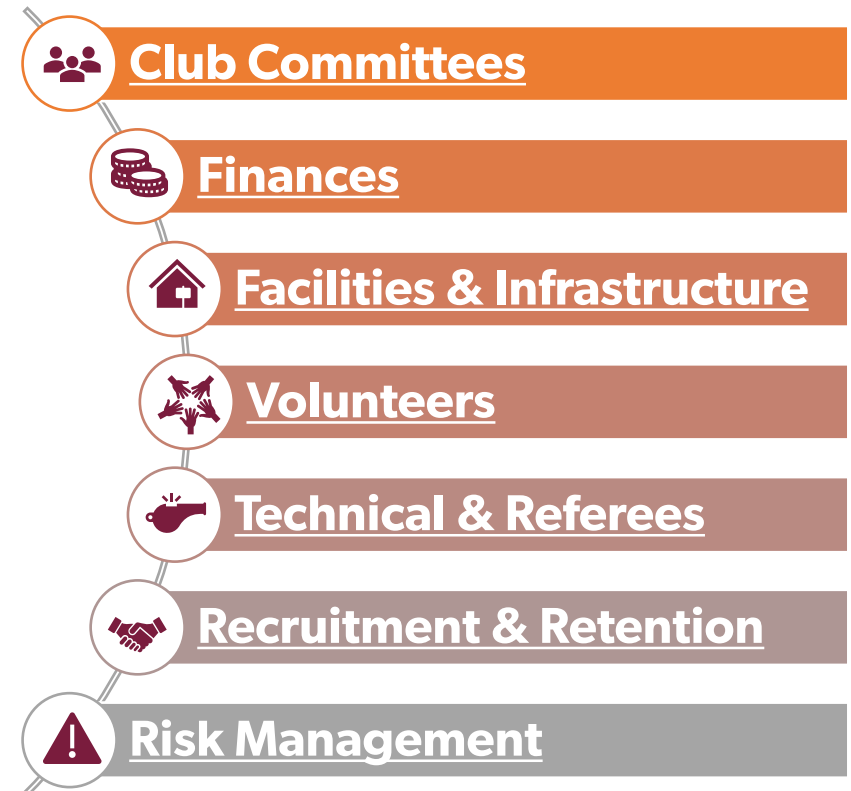 Club Committees
Finances
Facilities & Infrastructure
Volunteers
Technical & Referees
Recruitment & Retention
Risk Management